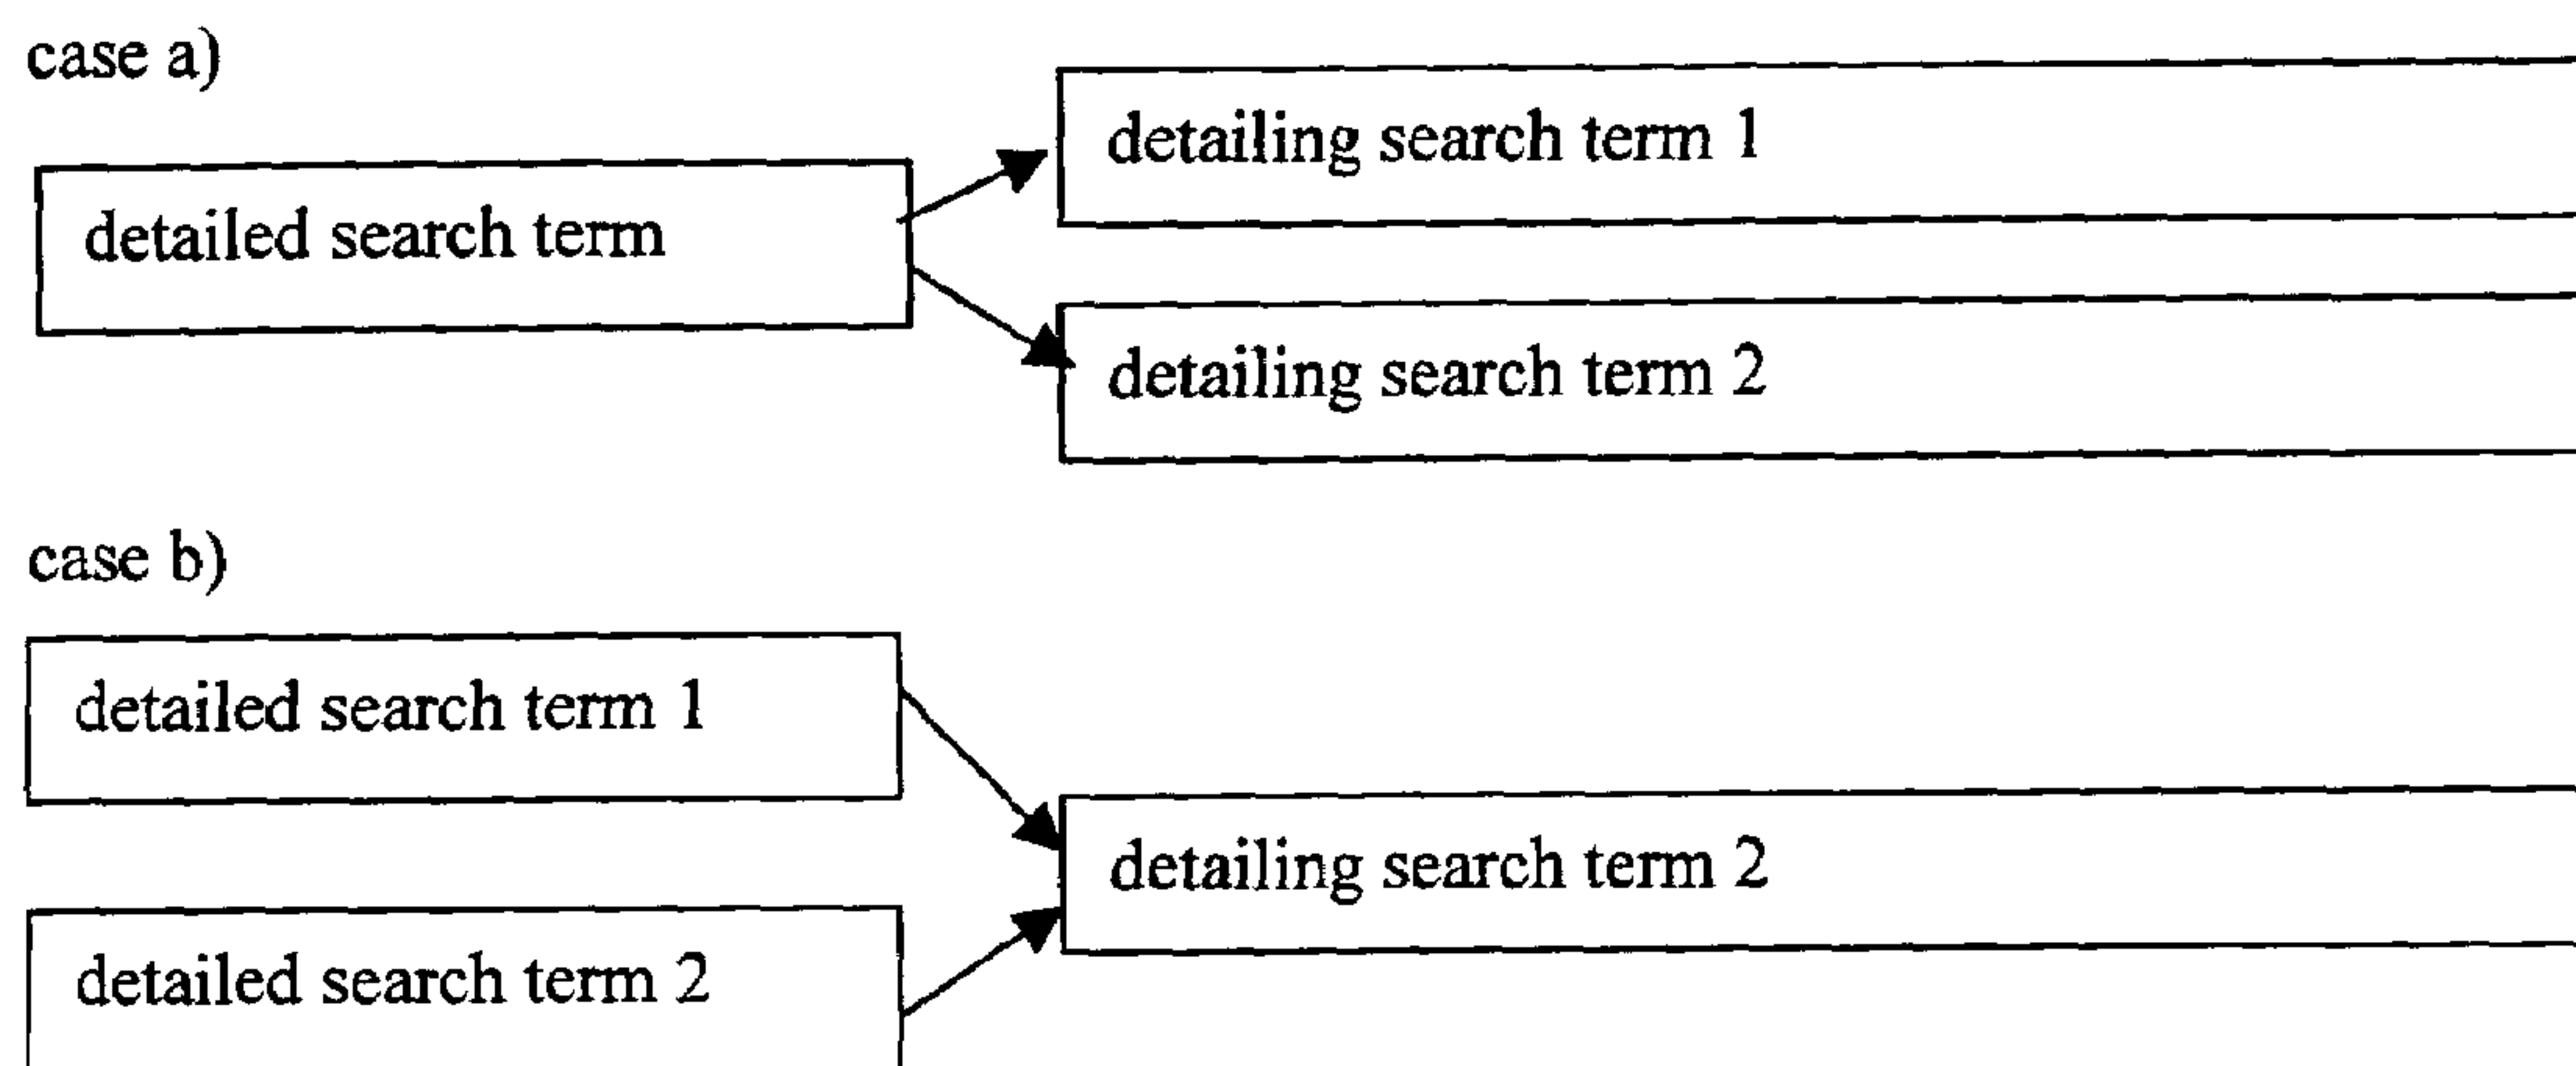 case a)
detailing search term 1
detailed search term
detailing search term 2
case b)
detailed search term 1
detailing search term 2
detailed search term 2